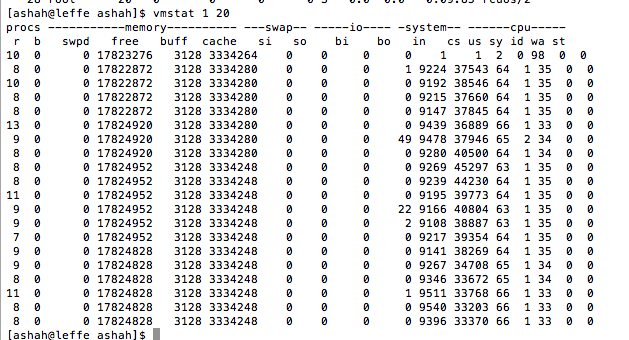 [ashah@leffe ashah]$ vmstat 1 20
procs -----------memory---------- ---swap-- -----io---- -system-- ------cpu-----
r b swpd free buff cache si so bi bo in cs us sy id wa st
10 0 0 17823276 3128 3334264 0 0 0 0 1 1 2 0 98 0 0
8 0 0 17822872 3128 3334280 0 0 0 1 9224 37543 64 1 35 0 0
10 0 0 17822872 3128 3334280 0 0 0 0 9192 38546 64 1 35 0 0
8 0 0 17822872 3128 3334280 0 0 0 0 9215 37660 64 1 35 0 0
8 0 0 17822872 3128 3334280 0 0 0 0 9147 37845 64 1 35 0 0
13 0 0 17824920 3128 3334280 0 0 0 0 9439 36889 66 1 33 0 0
9 0 0 17824920 3128 3334280 0 0 0 49 9478 37946 65 2 34 0 0
8 0 0 17824920 3128 3334280 0 0 0 0 9280 40500 64 1 34 0 0
8 0 0 17824952 3128 3334248 0 0 0 0 9269 45297 63 1 35 0 0
8 0 0 17824952 3128 3334248 0 0 0 0 9239 44230 64 1 35 0 0
11 0 0 17824952 3128 3334248 0 0 0 0 9195 39773 64 1 35 0 0
9 0 0 17824952 3128 3334248 0 0 0 22 9166 40804 63 1 35 0 0
9 0 0 17824952 3128 3334248 0 0 0 2 9108 38887 63 1 35 0 0
7 0 0 17824952 3128 3334248 0 0 0 0 9217 39354 64 1 35 0 0
9 0 0 17824828 3128 3334248 0 0 0 0 9141 38269 64 1 35 0 0
9 0 0 17824828 3128 3334248 0 0 0 0 9267 34708 65 1 34 0 0
8 0 0 17824828 3128 3334248 0 0 0 0 9346 33672 65 1 34 0 0
11 0 0 17824828 3128 3334248 0 0 0 1 9511 33768 66 1 33 0 0
8 0 0 17824828 3128 3334248 0 0 0 0 9540 33203 66 1 33 0 0
8 0 0 17824828 3128 3334248 0 0 0 0 9396 33370 66 1 33 0 0
[ashah@leffe ashah]$